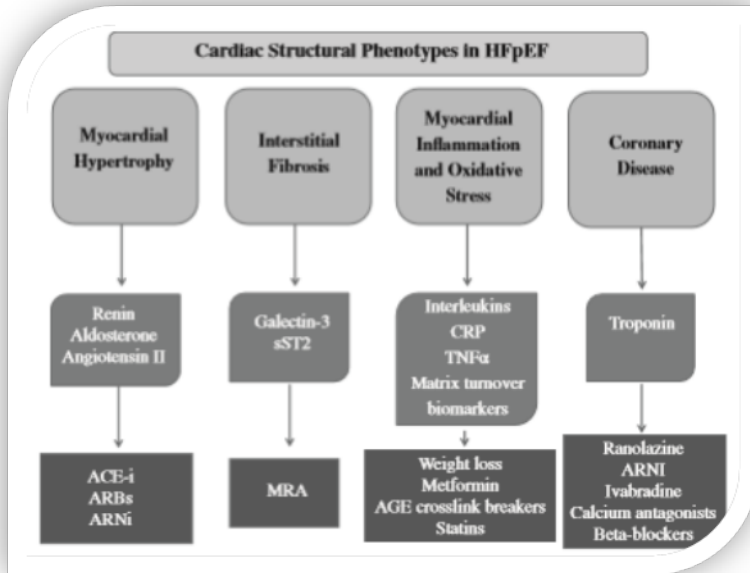 Cardiac Structural Phenotypes in HFpEF
Myocardial
Hypertrophy
Interstitial
Fibrosis
Myocardial
Inflammation
and Oxidative
Stress
Coronary
Disease
Renin
Aldosterone
Angiotensin II
Galectin-3
sST2
Interleukins
CRP
TNFα
Matrix turnover
biomarkers
Troponin
ACE-i
ARBs
ARNi
MRA
Weight loss
Metformin
AGE crosslink breakers
Statins
Ranolazine
ARNI
Ivabradine
Calcium antagonists
Beta-blockers